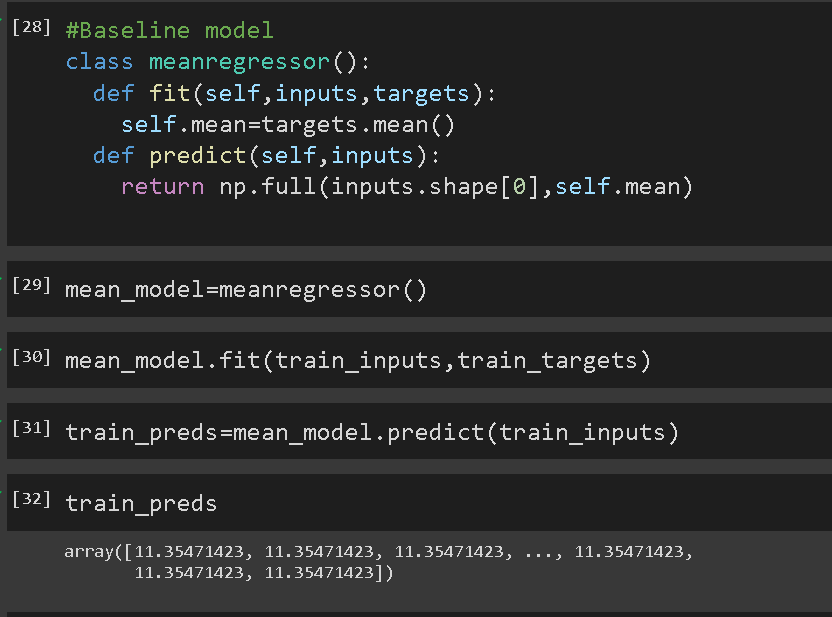 [28] #Baseline model
class meanregressor():
  def fit(self,inputs,targets):
    self.mean=targets.mean()
  def predict(self,inputs):
    return np.full(inputs.shape[0],self.mean)
[29] mean_model=meanregressor()
[30] mean_model.fit(train_inputs,train_targets)
[31] train_preds=mean_model.predict(train_inputs)
[32] train_preds
array([11.35471423, 11.35471423, 11.35471423, ..., 11.35471423,
       11.35471423, 11.35471423])